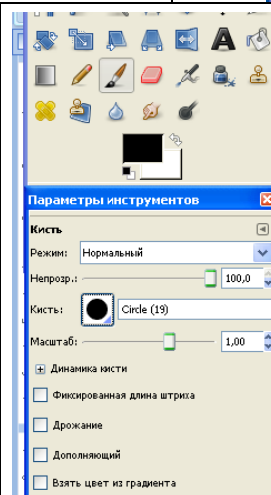 Параметры инструментов
Кисть
Режим: Нормальный
Непозр.: 100,0
Кисть: Circle (19)
Масштаб: 1,00
Динамика кисти
Фиксированная длина штриха
Дрожание
Дополняющий
Взять цвет из градиента